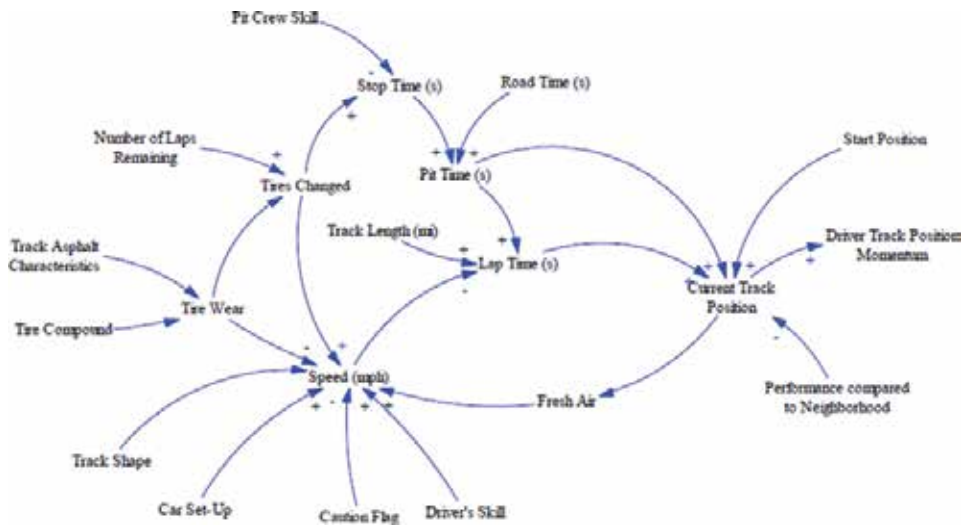 Pit Crew Skill
-
Stop Time (s)
+
Road Time (s)
Number of Laps
Remaining
+
Tires Changed
+ +
Pit Time (s)
Start Position
Track Length (mi)
+ +
Lap Time (s)
-
Track Asphalt
Characteristics
Driver Track Position
Momentum
+
+ + + +
Current Track
Position
-
Tire Wear
Tire Compound
- +
Speed (mph)
+ - + +
Fresh Air
Performance compared
to Neighborhood
Track Shape
Car Set-Up
Caution Flag
Driver's Skill